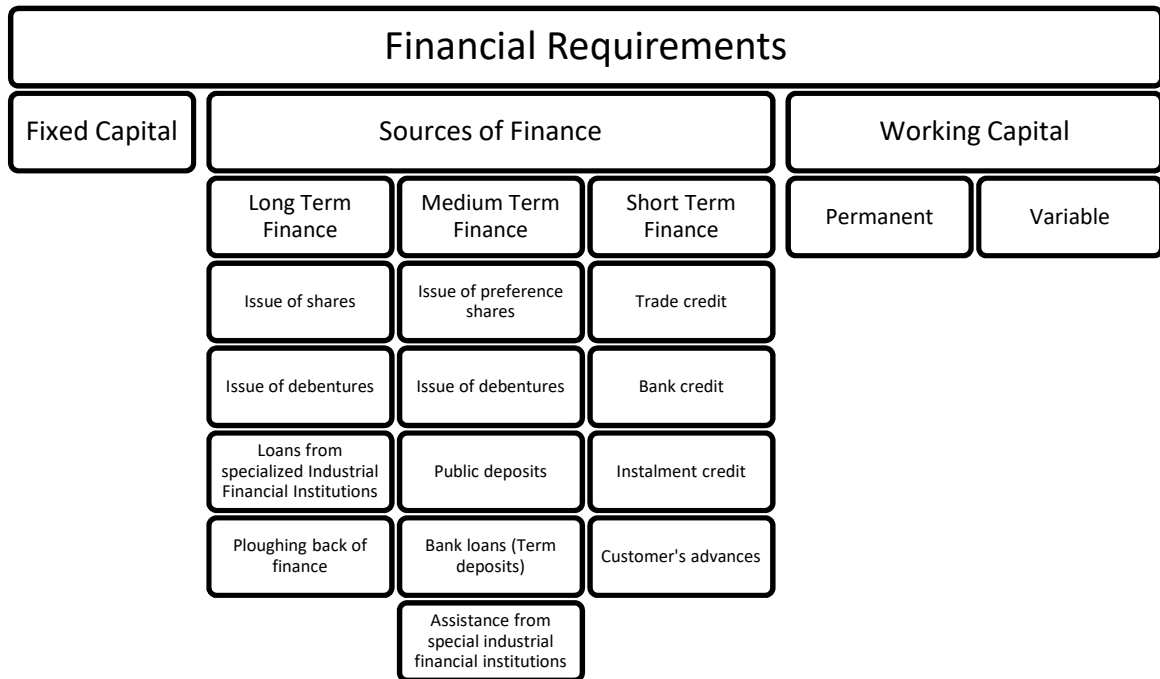 Financial Requirements
Fixed Capital
Sources of Finance
Working Capital
Long Term
Finance
Medium Term
Finance
Short Term
Finance
Permanent
Variable
Issue of shares
Issue of preference
shares
Trade credit
Issue of debentures
Issue of debentures
Bank credit
Loans from
specialized Industrial
Financial Institutions
Public deposits
Instalment credit
Ploughing back of
finance
Bank loans (Term
deposits)
Customer's advances
Assistance from
special industrial
financial institutions